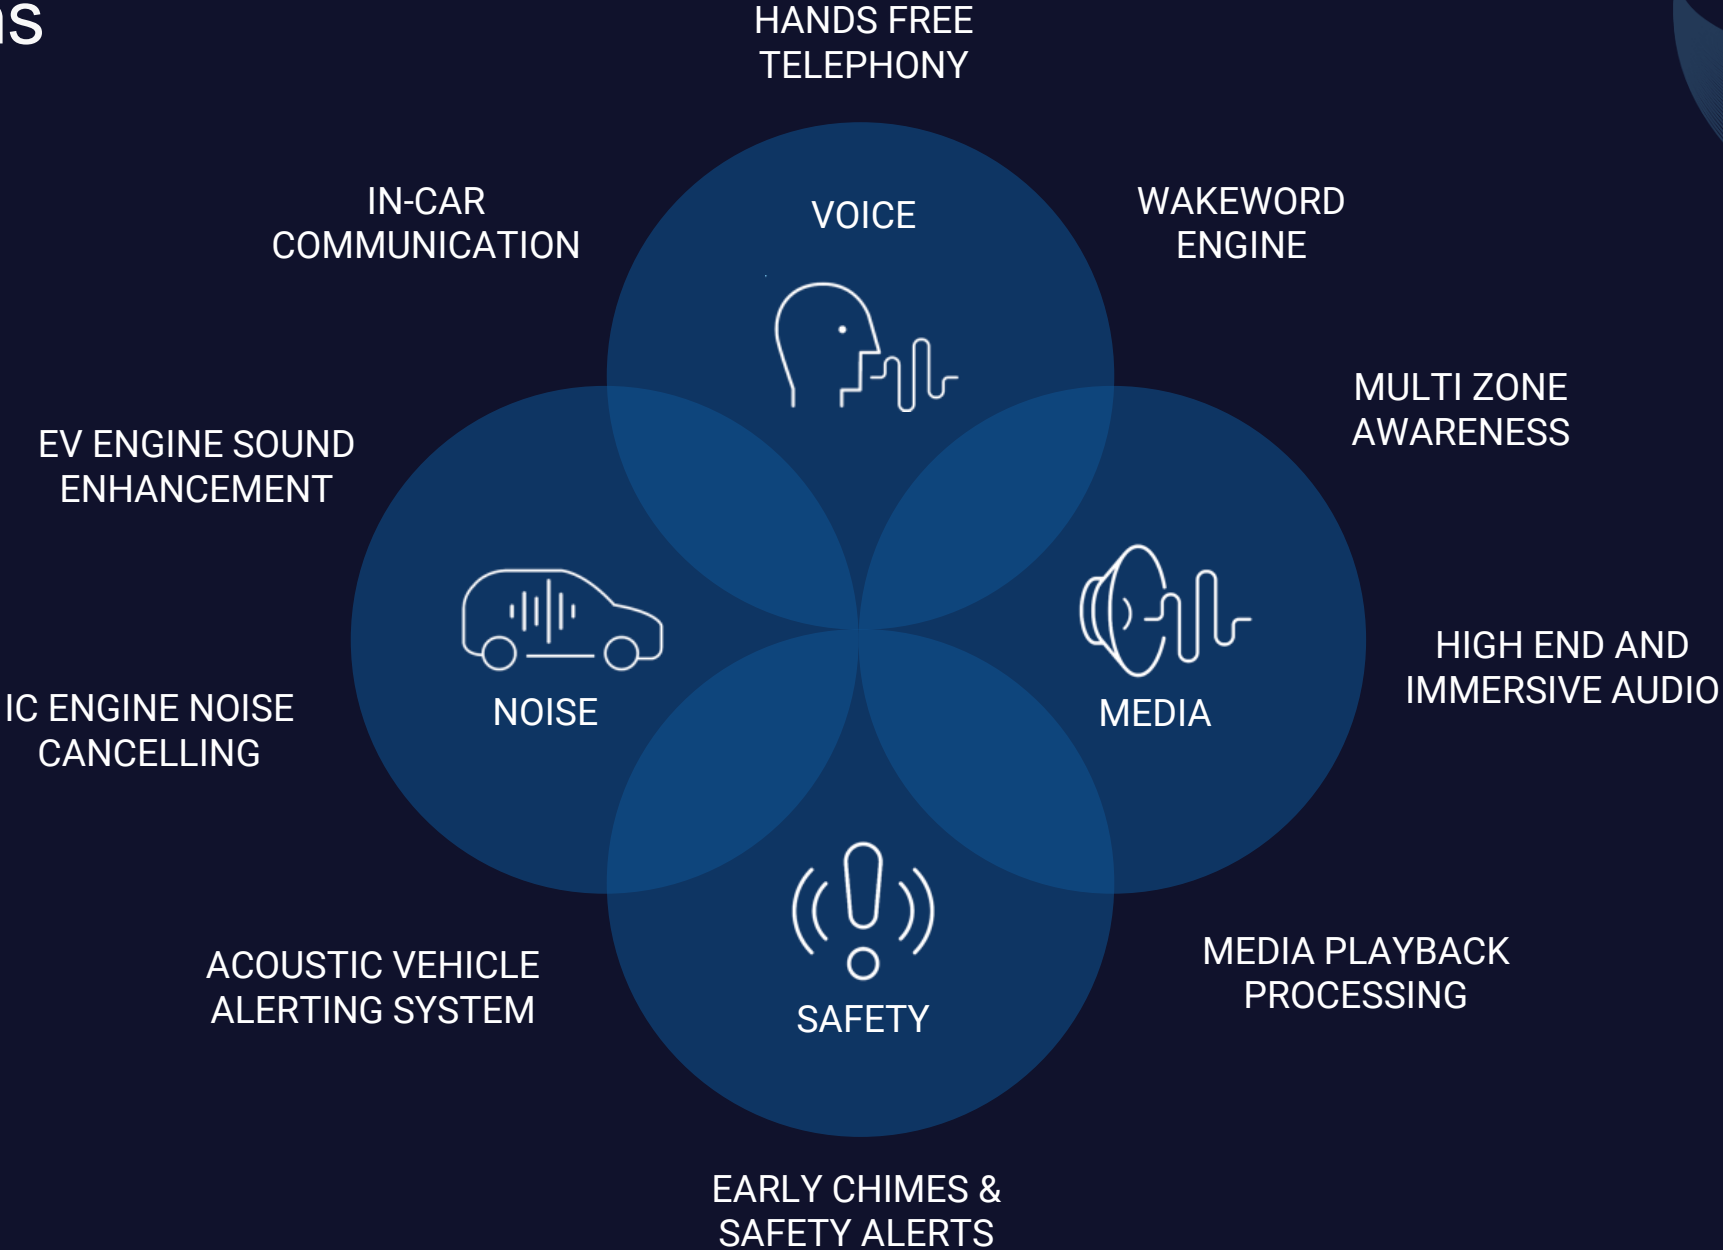 HANDS FREE
TELEPHONY
IN-CAR
COMMUNICATION
VOICE
WAKEWORD
ENGINE
MULTI ZONE
AWARENESS
EV ENGINE SOUND
ENHANCEMENT
HIGH END AND
IMMERSIVE AUDIO
IC ENGINE NOISE
CANCELLING
NOISE
MEDIA
ACOUSTIC VEHICLE
ALERTING SYSTEM
MEDIA PLAYBACK
PROCESSING
SAFETY
EARLY CHIMES &
SAFETY ALERTS